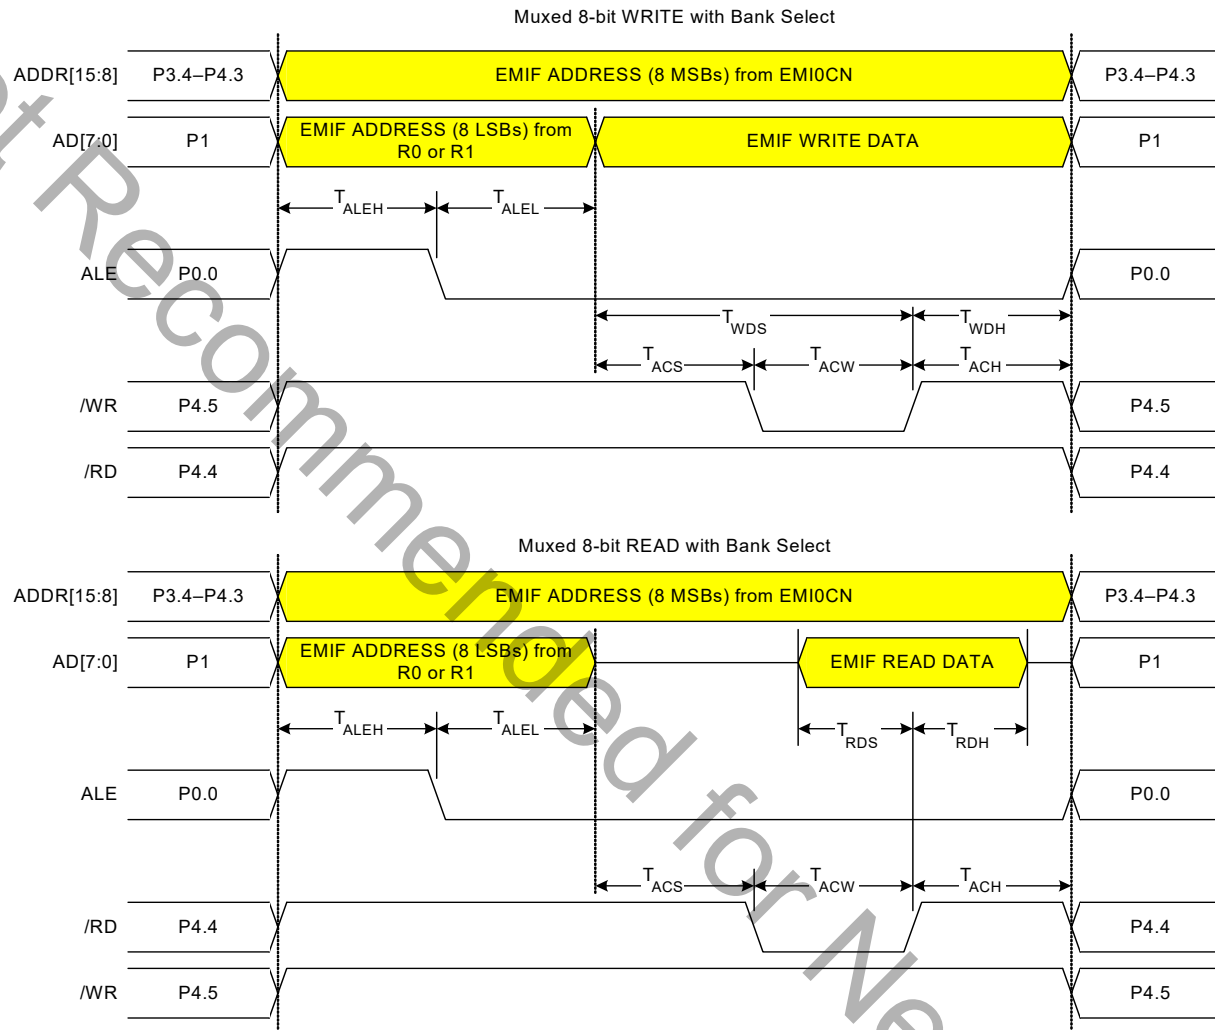 Muxed 8-bit WRITE with Bank Select
ADDR[15:8] P3.4–P4.3 EMIF ADDRESS (8 MSBs) from EMI0CN P3.4–P4.3
AD[7:0] P1 EMIF ADDRESS (8 LSBs) from R0 or R1 EMIF WRITE DATA P1
TALEH TALEL
ALE P0.0 P0.0
TWDS TWDH
TACS TACW TACH
/WR P4.5 P4.5
/RD P4.4 P4.4
Muxed 8-bit READ with Bank Select
ADDR[15:8] P3.4–P4.3 EMIF ADDRESS (8 MSBs) from EMI0CN P3.4–P4.3
AD[7:0] P1 EMIF ADDRESS (8 LSBs) from R0 or R1 EMIF READ DATA P1
TALEH TALEL TRDS TRDH
ALE P0.0 P0.0
TACS TACW TACH
/RD P4.4 P4.4
/WR P4.5 P4.5
Recommended for